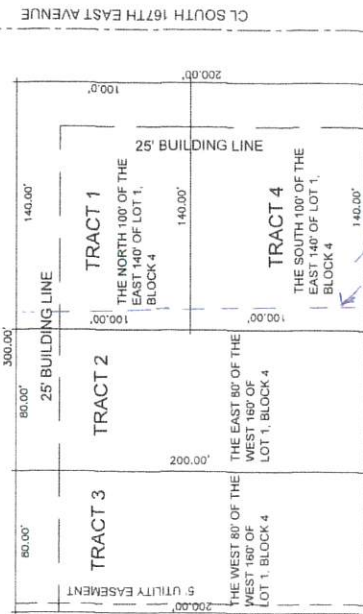 CL SOUTH 167TH EAST AVENUE
300.00'
80.00'
80.00'
140.00'
25' BUILDING LINE
100.0'
200.00'
25' BUILDING LINE
TRACT 1
THE NORTH 100' OF THE
EAST 140' OF LOT 1,
BLOCK 4
100.00'
140.00'
TRACT 2
TRACT 3
200.00'
5' UTILITY EASEMENT
200.00'
THE WEST 80' OF THE
WEST 160' OF
LOT 1, BLOCK 4
THE EAST 80' OF THE
WEST 160' OF
LOT 1, BLOCK 4
100.00'
TRACT 4
THE SOUTH 100' OF THE
EAST 140' OF LOT 1,
BLOCK 4
140.00'